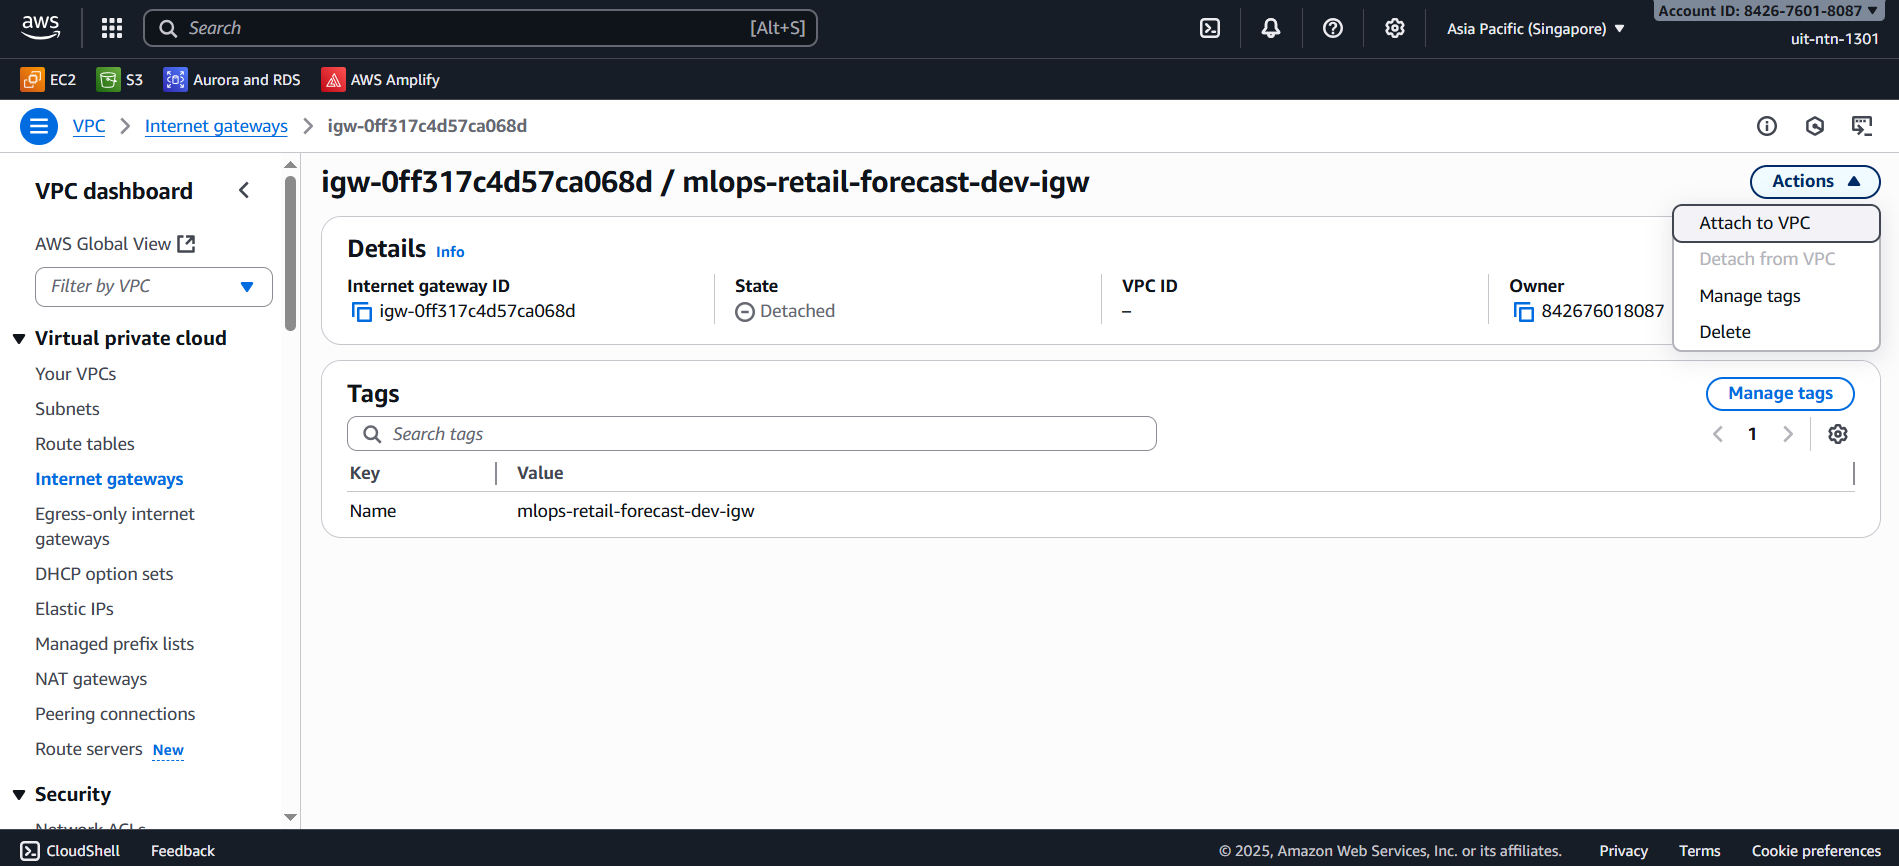 aws
Search [Alt+S]
Asia Pacific (Singapore)
Account ID: 8426-7601-8087
uit-ntn-1301
EC2 S3 Aurora and RDS AWS Amplify
VPC Internet gateways igw-0ff317c4d57ca068d
VPC dashboard
AWS Global View
Filter by VPC
Virtual private cloud
Your VPCs
Subnets
Route tables
Internet gateways
Egress-only internet
gateways
DHCP option sets
Elastic IPs
Managed prefix lists
NAT gateways
Peering connections
Route servers New
Security
Network ACLs
igw-0ff317c4d57ca068d / mlops-retail-forecast-dev-igw
Actions
Attach to VPC
Detach from VPC
Manage tags
Delete
Details Info
Internet gateway ID
igw-0ff317c4d57ca068d
State
Detached
VPC ID
–
Owner
842676018087
Tags
Manage tags
Search tags
1
Key Value
Name mlops-retail-forecast-dev-igw
CloudShell Feedback
© 2025, Amazon Web Services, Inc. or its affiliates. Privacy Terms Cookie preferences